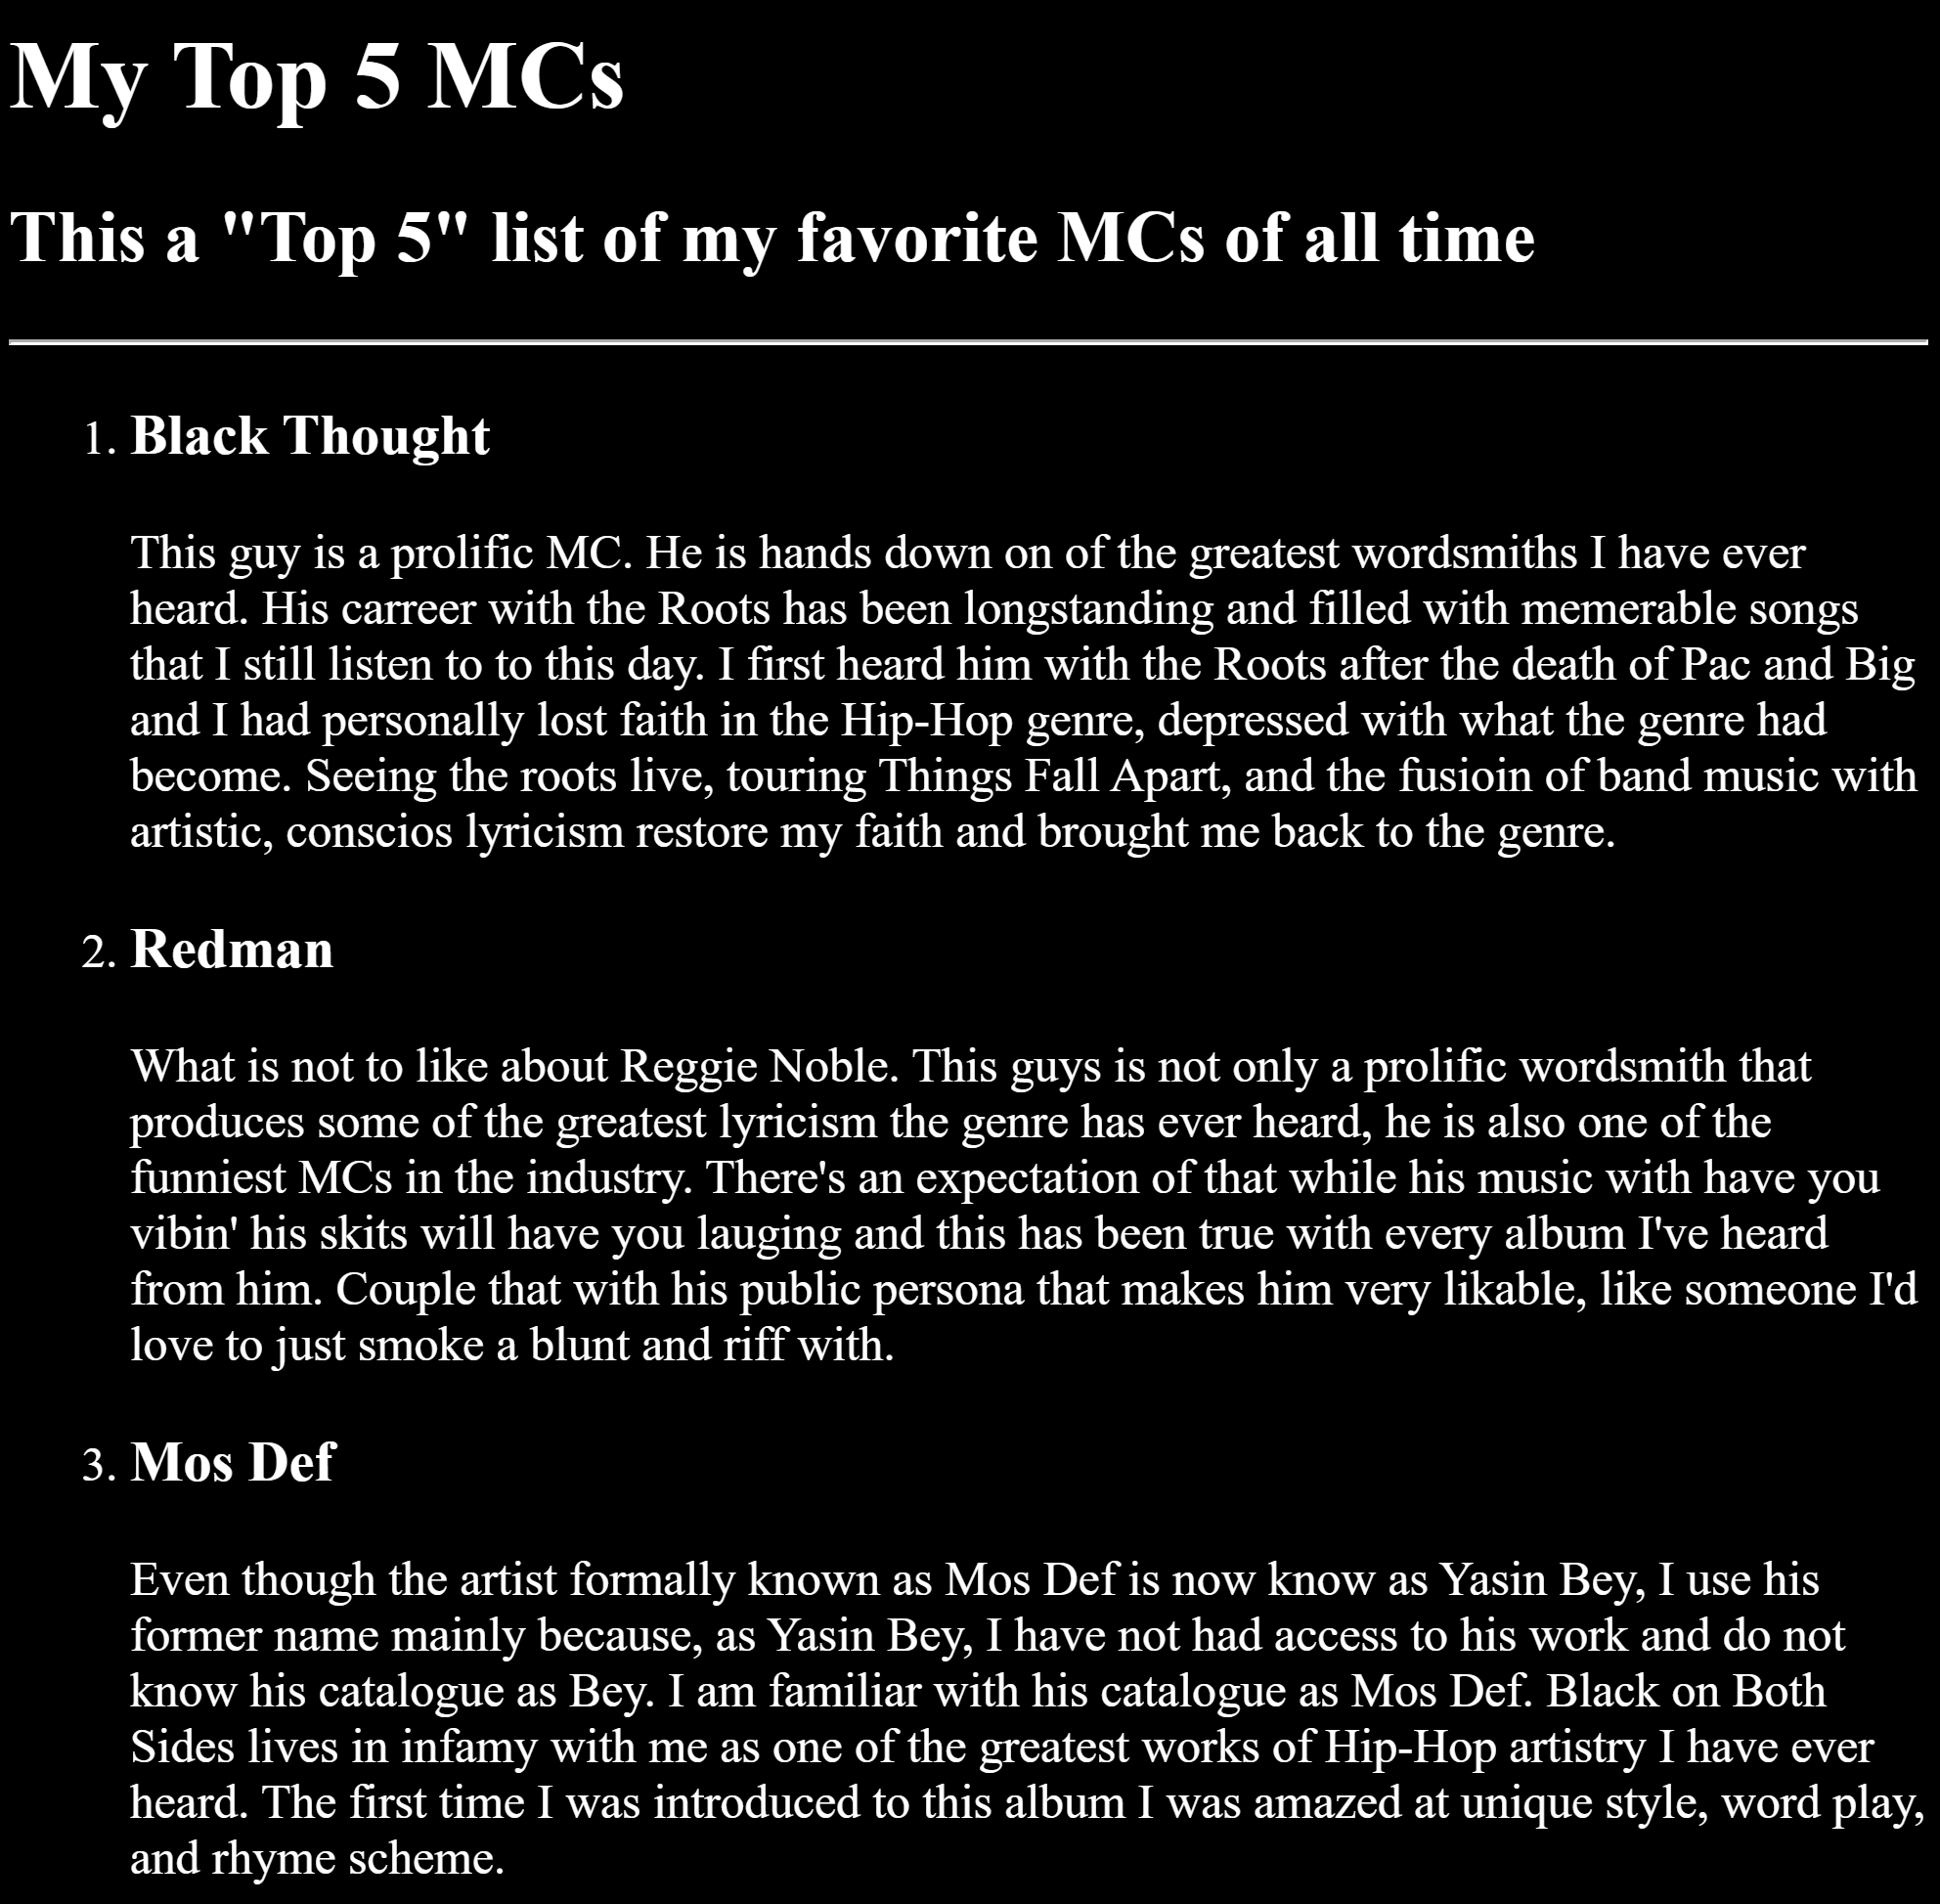 My Top 5 MCs
This a "Top 5" list of my favorite MCs of all time
1. Black Thought
This guy is a prolific MC. He is hands down on of the greatest wordsmiths I have ever
heard. His carreer with the Roots has been longstanding and filled with memerable songs
that I still listen to to this day. I first heard him with the Roots after the death of Pac and Big
and I had personally lost faith in the Hip-Hop genre, depressed with what the genre had
become. Seeing the roots live, touring Things Fall Apart, and the fusioin of band music with
artistic, conscios lyricism restore my faith and brought me back to the genre.
2. Redman
What is not to like about Reggie Noble. This guys is not only a prolific wordsmith that
produces some of the greatest lyricism the genre has ever heard, he is also one of the
funniest MCs in the industry. There's an expectation of that while his music with have you
vibin' his skits will have you lauging and this has been true with every album I've heard
from him. Couple that with his public persona that makes him very likable, like someone I'd
love to just smoke a blunt and riff with.
3. Mos Def
Even though the artist formally known as Mos Def is now know as Yasin Bey, I use his
former name mainly because, as Yasin Bey, I have not had access to his work and do not
know his catalogue as Bey. I am familiar with his catalogue as Mos Def. Black on Both
Sides lives in infamy with me as one of the greatest works of Hip-Hop artistry I have ever
heard. The first time I was introduced to this album I was amazed at unique style, word play,
and rhyme scheme.